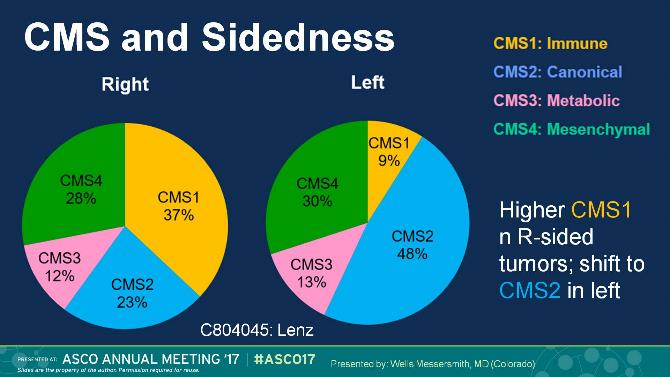 CMS and Sidedness
Right
Left
CMS1: Immune
CMS2: Canonical
CMS3: Metabolic
CMS4: Mesenchymal
CMS4
28%
CMS1
37%
CMS3
12%
CMS2
23%
CMS1
9%
CMS4
30%
CMS2
48%
CMS3
13%
Higher CMS1
n R-sided
tumors; shift to
CMS2 in left
C804045: Lenz
PRESENTED AT: ASCO ANNUAL MEETING '17 | #ASCO17
Slides are the property of the author. Permission required for reuse.
Presented by: Wells Messersmith, MD (Colorado)